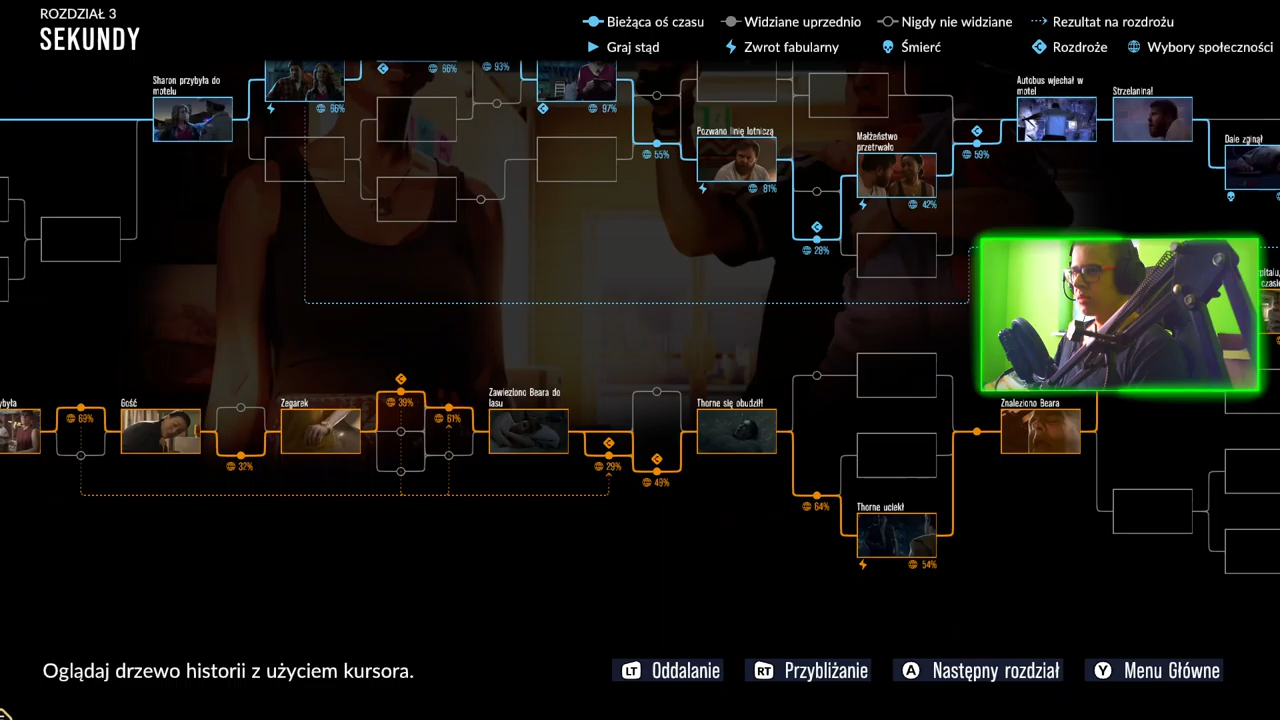 ROZDZIAŁ 3
SEKUNDY
Bieżąca oś czasu
Widziane uprzednio
Nigdy nie widziane
Rezultat na rozdrożu
Graj stąd
Zwrot fabularny
Śmierć
Rozdroże
Wybory społeczności
Sharon przybyła do
motelu
96%
66%
93%
97%
55%
Pozwano linię lotniczą
81%
28%
Małżeństwo
przetrwało
42%
59%
Autobus wjechał w
motel
Strzelanina!
Dale zginął
69%
Gość
32%
Zegarek
39%
61%
Zawieziono Beara do
lasu
29%
49%
Thorne się obudził!
64%
Thorne uciekł
54%
Znaleziono Beara
Oglądaj drzewo historii z użyciem kursora.
LT Oddalanie
RT Przybliżanie
A Następny rozdział
Y Menu Główne